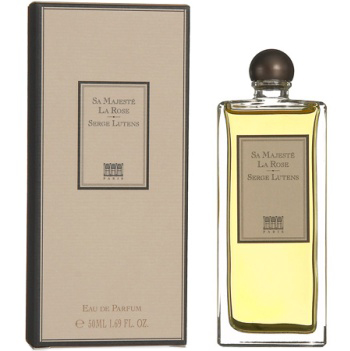 Sa Majesté
La Rose
Serge Lutens
PARIS
Eau de Parfum
℮ 50ML 1.69 FL. OZ.
Sa Majesté
La Rose
Serge Lutens
PARIS